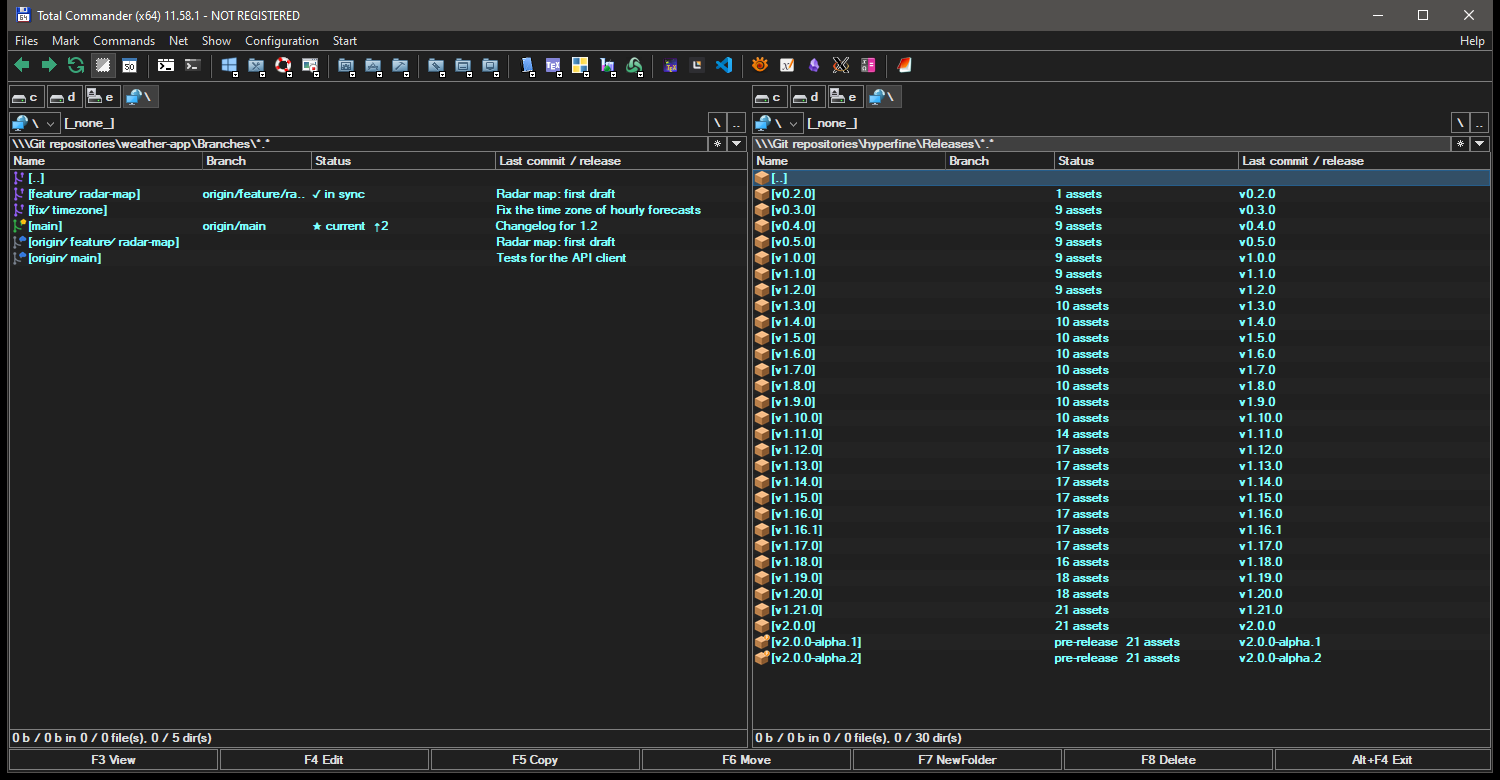 Total Commander (x64) 11.58.1 - NOT REGISTERED
Files Mark Commands Net Show Configuration Start Help
c d e \
c d e \
\ [_none_] \ ..
\ [_none_] \ ..
\\\Git repositories\weather-app\Branches\*.* * ▼
Name Branch Status Last commit / release
[..]
[feature∕radar-map] origin/feature/ra.. ✓ in sync Radar map: first draft
[fix∕timezone] Fix the time zone of hourly forecasts
[main] origin/main ★ current ↑2 Changelog for 1.2
[origin∕feature∕radar-map] Radar map: first draft
[origin∕main] Tests for the API client
0 b / 0 b in 0 / 0 file(s), 0 / 5 dir(s)
\\\Git repositories\hyperfine\Releases\*.* * ▼
Name Branch Status Last commit / release
[..]
[v0.2.0] 1 assets v0.2.0
[v0.3.0] 9 assets v0.3.0
[v0.4.0] 9 assets v0.4.0
[v0.5.0] 9 assets v0.5.0
[v1.0.0] 9 assets v1.0.0
[v1.1.0] 9 assets v1.1.0
[v1.2.0] 9 assets v1.2.0
[v1.3.0] 10 assets v1.3.0
[v1.4.0] 10 assets v1.4.0
[v1.5.0] 10 assets v1.5.0
[v1.6.0] 10 assets v1.6.0
[v1.7.0] 10 assets v1.7.0
[v1.8.0] 10 assets v1.8.0
[v1.9.0] 10 assets v1.9.0
[v1.10.0] 10 assets v1.10.0
[v1.11.0] 14 assets v1.11.0
[v1.12.0] 17 assets v1.12.0
[v1.13.0] 17 assets v1.13.0
[v1.14.0] 17 assets v1.14.0
[v1.15.0] 17 assets v1.15.0
[v1.16.0] 17 assets v1.16.0
[v1.16.1] 17 assets v1.16.1
[v1.17.0] 17 assets v1.17.0
[v1.18.0] 16 assets v1.18.0
[v1.19.0] 18 assets v1.19.0
[v1.20.0] 18 assets v1.20.0
[v1.21.0] 21 assets v1.21.0
[v2.0.0] 21 assets v2.0.0
[v2.0.0-alpha.1] pre-release 21 assets v2.0.0-alpha.1
[v2.0.0-alpha.2] pre-release 21 assets v2.0.0-alpha.2
0 b / 0 b in 0 / 0 file(s), 0 / 30 dir(s)
F3 View F4 Edit F5 Copy F6 Move F7 NewFolder F8 Delete Alt+F4 Exit